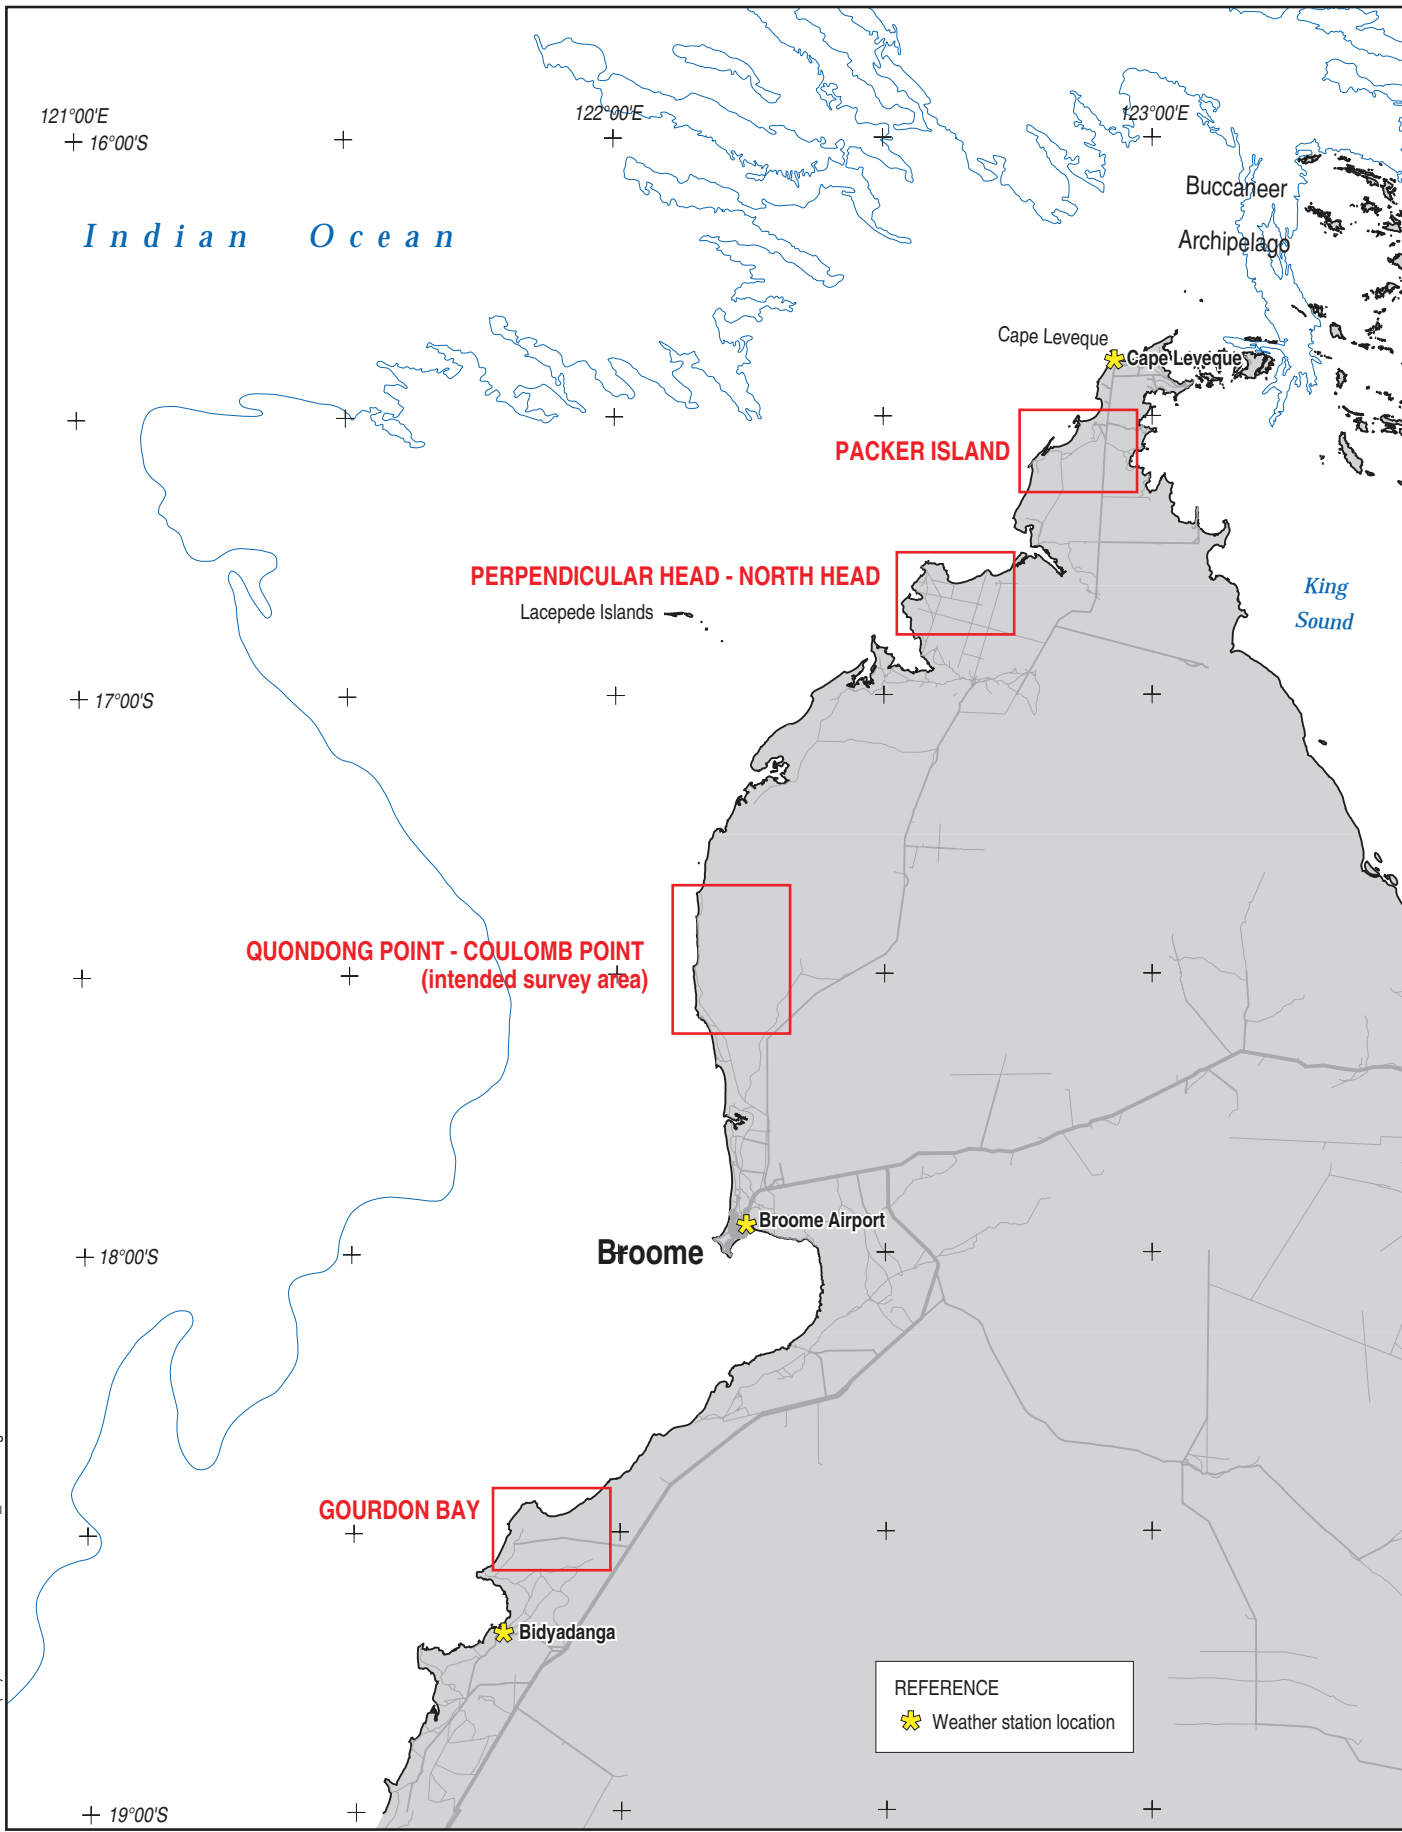 121°00'E
122°00'E
123°00'E
16°00'S
Buccaneer
Archipelago
Indian Ocean
Cape Leveque
Cape Leveque
PACKER ISLAND
PERPENDICULAR HEAD - NORTH HEAD
Lacepede Islands
King
Sound
17°00'S
QUONDONG POINT - COULOMB POINT
(intended survey area)
Broome Airport
Broome
18°00'S
GOURDON BAY
Bidyadanga
REFERENCE
Weather station location
19°00'S